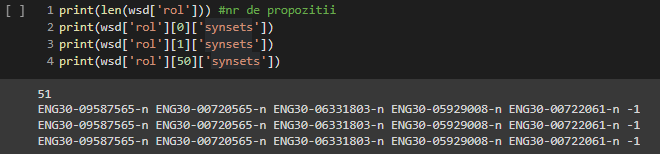 [ ] 1 print(len(wsd['rol'])) #nr de propozitii
2 print(wsd['rol'][0]['synsets'])
3 print(wsd['rol'][1]['synsets'])
4 print(wsd['rol'][50]['synsets'])
51
ENG30-09587565-n ENG30-00720565-n ENG30-06331803-n ENG30-05929008-n ENG30-00722061-n -1
ENG30-09587565-n ENG30-00720565-n ENG30-06331803-n ENG30-05929008-n ENG30-00722061-n -1
ENG30-09587565-n ENG30-00720565-n ENG30-06331803-n ENG30-05929008-n ENG30-00722061-n -1